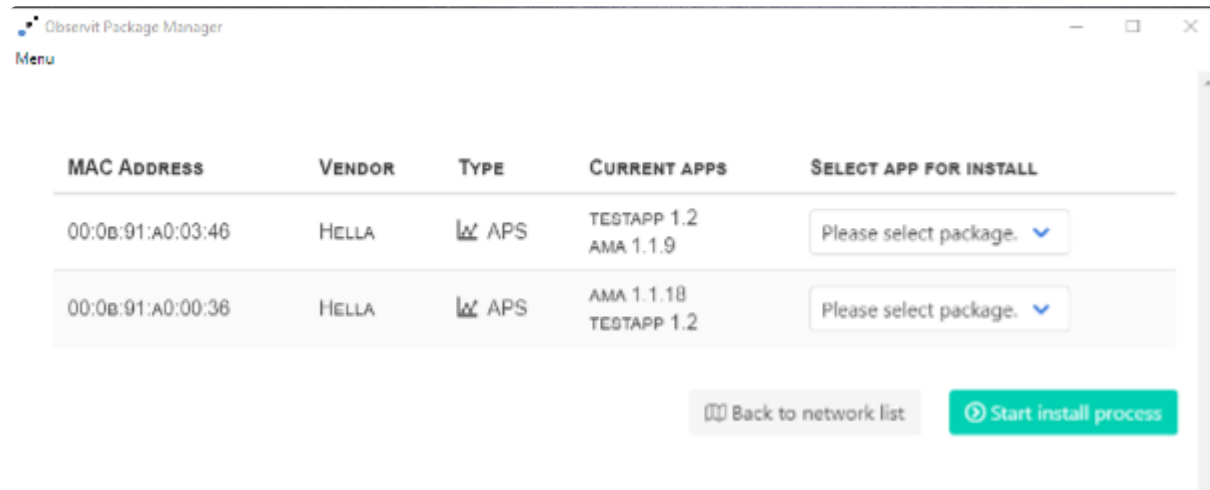 Observit Package Manager
Menu
MAC Address Vendor Type Current apps Select app for install
00:0b:91:a0:03:46 Hella APS testapp 1.2 Please select package.
ama 1.1.9
00:0b:91:a0:00:36 Hella APS ama 1.1.18 Please select package.
testapp 1.2
Back to network list Start install process